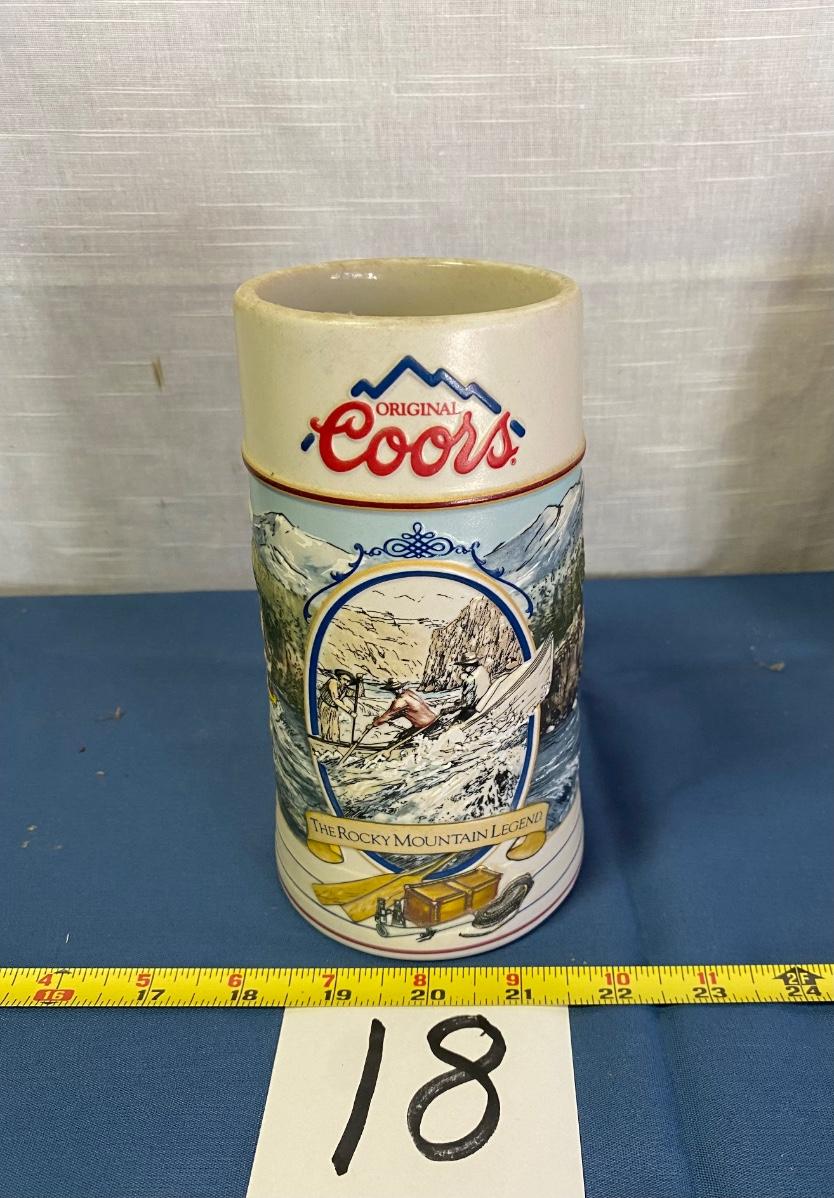 ORIGINAL
Coors®
THE ROCKY MOUNTAIN LEGEND
4 5 6 7 8 9 10 11 2F
16 17 18 19 20 21 22 23 24
18